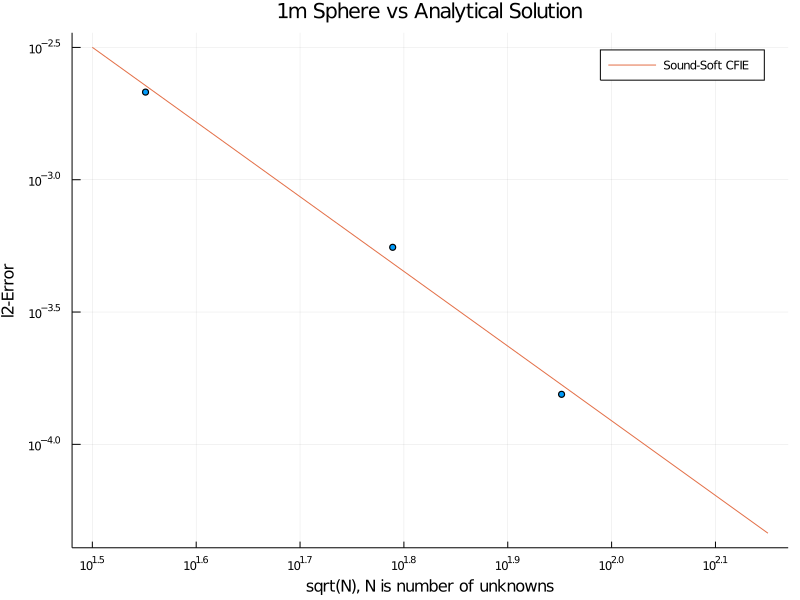 1m Sphere vs Analytical Solution
Sound-Soft CFIE
l2-Error
10^−2.5
10^−3.0
10^−3.5
10^−4.0
10^1.5 10^1.6 10^1.7 10^1.8 10^1.9 10^2.0 10^2.1
sqrt(N), N is number of unknowns